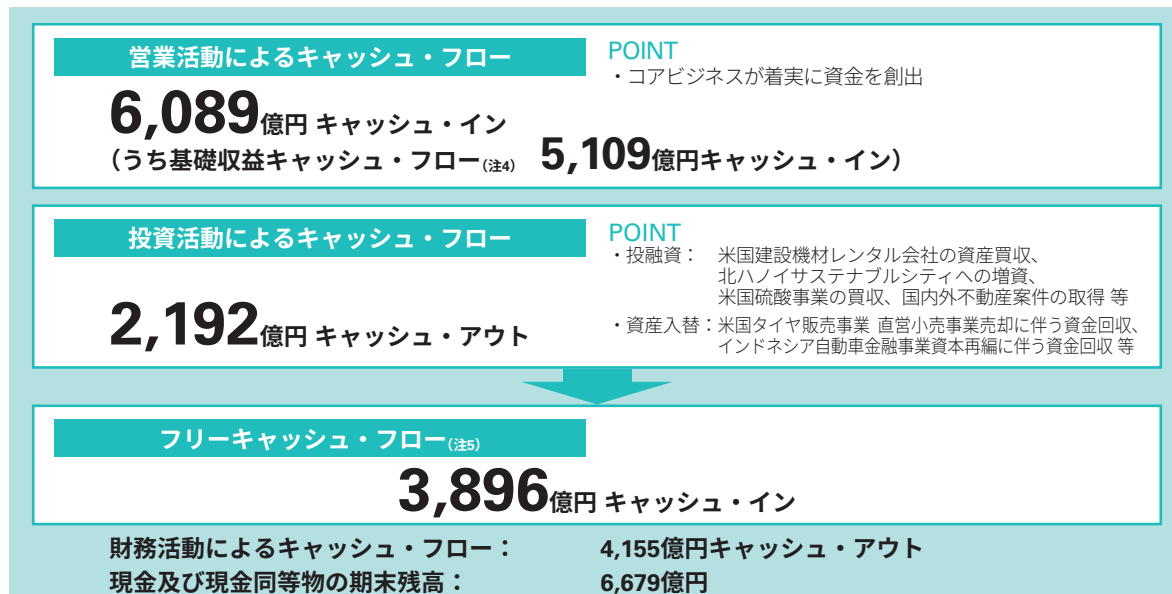 営業活動によるキャッシュ・フロー
POINT
・コアビジネスが着実に資金を創出
6,089億円 キャッシュ・イン
(うち基礎収益キャッシュ・フロー(注4) 5,109億円キャッシュ・イン)
投資活動によるキャッシュ・フロー
POINT
・投融資： 米国建設機材レンタル会社の資産買収、
北ハノイサステナブルシティへの増資、
米国硫酸事業の買収、国内外不動産案件の取得 等
・資産入替：米国タイヤ販売事業 直営小売事業売却に伴う資金回収、
インドネシア自動車金融事業資本再編に伴う資金回収 等
2,192億円 キャッシュ・アウト
フリーキャッシュ・フロー(注5)
3,896億円 キャッシュ・イン
財務活動によるキャッシュ・フロー： 4,155億円キャッシュ・アウト
現金及び現金同等物の期末残高： 6,679億円